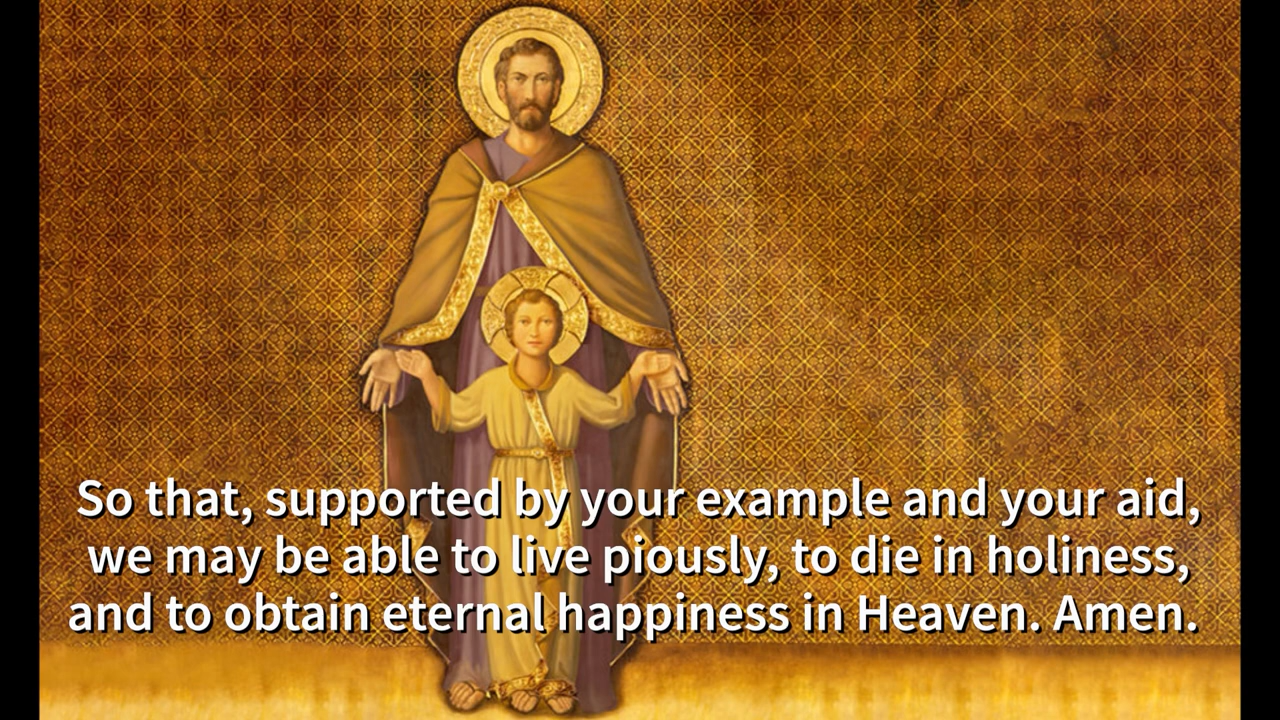 So that, supported by your example and your aid,
we may be able to live piously, to die in holiness,
and to obtain eternal happiness in Heaven. Amen.